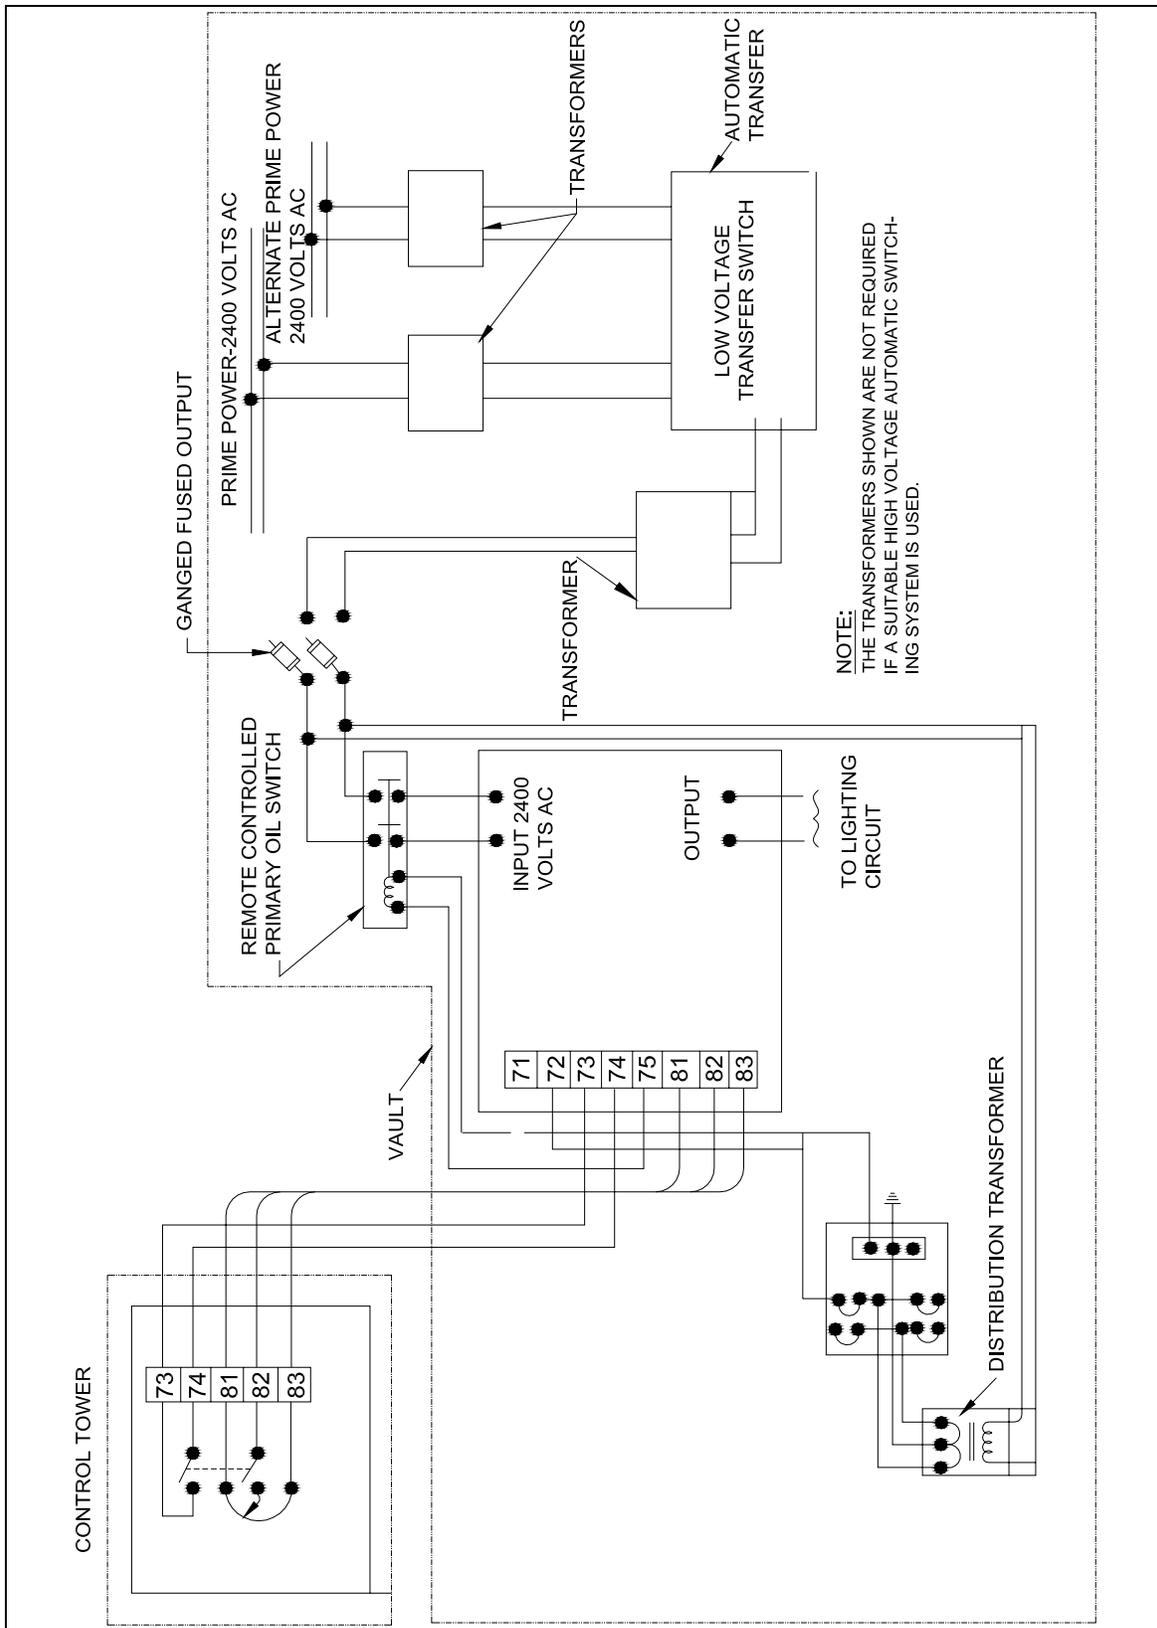 CONTROL TOWER
73
74
81
82
83
VAULT
71
72
73
74
75
81
82
83
REMOTE CONTROLLED
PRIMARY OIL SWITCH
GANGED FUSED OUTPUT
PRIME POWER-2400 VOLTS AC
ALTERNATE PRIME POWER
2400 VOLTS AC
TRANSFORMERS
AUTOMATIC
TRANSFER
LOW VOLTAGE
TRANSFER SWITCH
TRANSFORMER
INPUT 2400
VOLTS AC
OUTPUT
TO LIGHTING
CIRCUIT
DISTRIBUTION TRANSFORMER
NOTE:
THE TRANSFORMERS SHOWN ARE NOT REQUIRED
IF A SUITABLE HIGH VOLTAGE AUTOMATIC SWITCH-
ING SYSTEM IS USED.